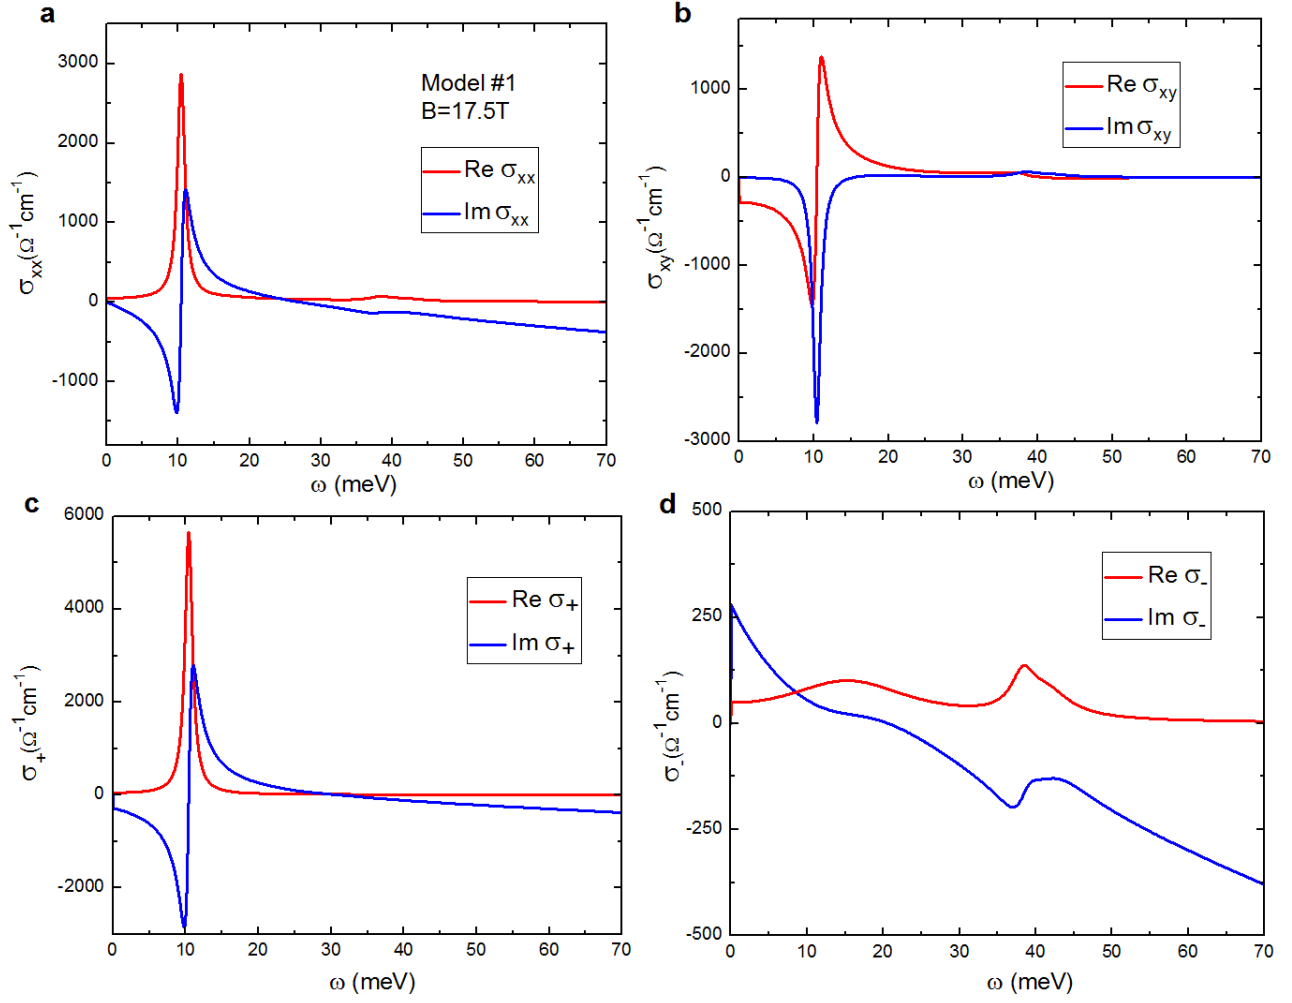 a
3000
2000
1000
0
-1000
0 10 20 30 40 50 60 70
σxx(Ω-1cm-1)
ω (meV)
Model #1
B=17.5T
Re σxx
Im σxx
b
1000
0
-1000
-2000
-3000
0 10 20 30 40 50 60 70
σxy(Ω-1cm-1)
ω (meV)
Re σxy
Im σxy
c
6000
4000
2000
0
-2000
0 10 20 30 40 50 60 70
σ+(Ω-1cm-1)
ω (meV)
Re σ+
Im σ+
d
500
250
0
-250
-500
0 10 20 30 40 50 60 70
σ-(Ω-1cm-1)
ω (meV)
Re σ-
Im σ-